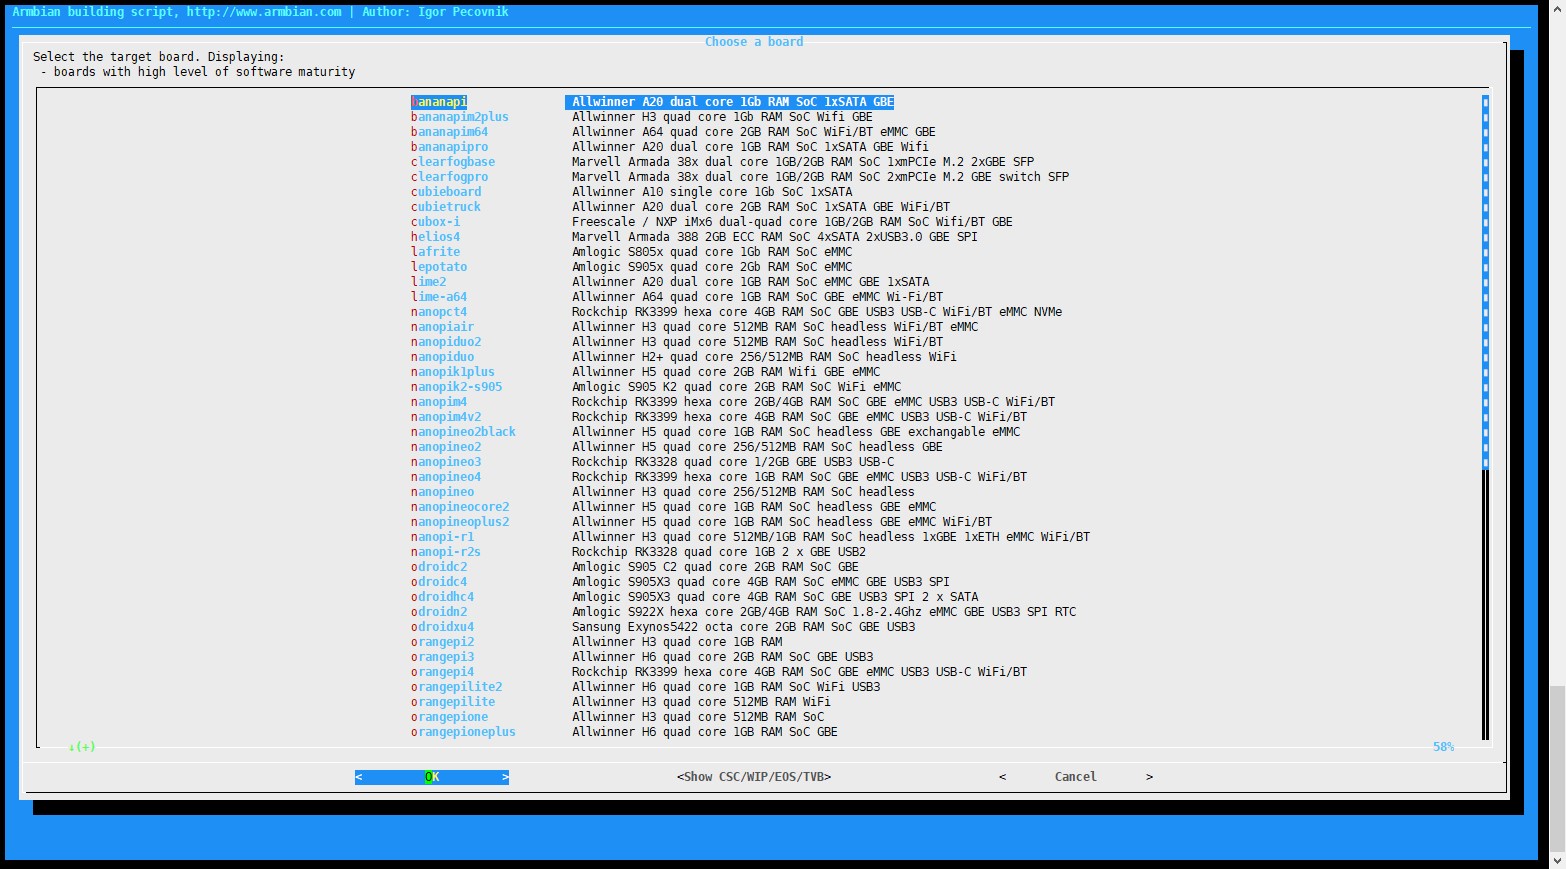 Armbian building script, http://www.armbian.com | Author: Igor Pecovnik
Choose a board
Select the target board. Displaying:
- boards with high level of software maturity
bananapi Allwinner A20 dual core 1Gb RAM SoC 1xSATA GBE
bananapim2plus Allwinner H3 quad core 1Gb RAM SoC Wifi GBE
bananapim64 Allwinner A64 quad core 2GB RAM SoC WiFi/BT eMMC GBE
bananapipro Allwinner A20 dual core 1GB RAM SoC 1xSATA GBE Wifi
clearfogbase Marvell Armada 38x dual core 1GB/2GB RAM SoC 1xmPCIe M.2 2xGBE SFP
clearfogpro Marvell Armada 38x dual core 1GB/2GB RAM SoC 2xmPCIe M.2 GBE switch SFP
cubieboard Allwinner A10 single core 1Gb SoC 1xSATA
cubietruck Allwinner A20 dual core 2GB RAM SoC 1xSATA GBE WiFi/BT
cubox-i Freescale / NXP iMx6 dual-quad core 1GB/2GB RAM SoC Wifi/BT GBE
helios4 Marvell Armada 388 2GB ECC RAM SoC 4xSATA 2xUSB3.0 GBE SPI
lafrite Amlogic S805x quad core 1Gb RAM SoC eMMC
lepotato Amlogic S905x quad core 2Gb RAM SoC eMMC
lime2 Allwinner A20 dual core 1GB RAM SoC eMMC GBE 1xSATA
lime-a64 Allwinner A64 quad core 1GB RAM SoC GBE eMMC Wi-Fi/BT
nanopct4 Rockchip RK3399 hexa core 4GB RAM SoC GBE USB3 USB-C WiFi/BT eMMC NVMe
nanopiair Allwinner H3 quad core 512MB RAM SoC headless WiFi/BT eMMC
nanopiduo2 Allwinner H3 quad core 512MB RAM SoC headless WiFi/BT
nanopiduo Allwinner H2+ quad core 256/512MB RAM SoC headless WiFi
nanopik1plus Allwinner H5 quad core 2GB RAM Wifi GBE eMMC
nanopik2-s905 Amlogic S905 K2 quad core 2GB RAM SoC WiFi eMMC
nanopim4 Rockchip RK3399 hexa core 2GB/4GB RAM SoC GBE eMMC USB3 USB-C WiFi/BT
nanopim4v2 Rockchip RK3399 hexa core 4GB RAM SoC GBE eMMC USB3 USB-C WiFi/BT
nanopineo2black Allwinner H5 quad core 1GB RAM SoC headless GBE exchangable eMMC
nanopineo2 Allwinner H5 quad core 256/512MB RAM SoC headless GBE
nanopineo3 Rockchip RK3328 quad core 1/2GB GBE USB3 USB-C
nanopineo4 Rockchip RK3399 hexa core 1GB RAM SoC GBE eMMC USB3 USB-C WiFi/BT
nanopineo Allwinner H3 quad core 256/512MB RAM SoC headless
nanopineocore2 Allwinner H5 quad core 1GB RAM SoC headless GBE eMMC
nanopineoplus2 Allwinner H5 quad core 1GB RAM SoC headless GBE eMMC WiFi/BT
nanopi-r1 Allwinner H3 quad core 512MB/1GB RAM SoC headless 1xGBE 1xETH eMMC WiFi/BT
nanopi-r2s Rockchip RK3328 quad core 1GB 2 x GBE USB2
odroidc2 Amlogic S905 C2 quad core 2GB RAM SoC GBE
odroidc4 Amlogic S905X3 quad core 4GB RAM SoC eMMC GBE USB3 SPI
odroidhc4 Amlogic S905X3 quad core 4GB RAM SoC GBE USB3 SPI 2 x SATA
odroidn2 Amlogic S922X hexa core 2GB/4GB RAM SoC 1.8-2.4Ghz eMMC GBE USB3 SPI RTC
odroidxu4 Sansung Exynos5422 octa core 2GB RAM SoC GBE USB3
orangepi2 Allwinner H3 quad core 1GB RAM
orangepi3 Allwinner H6 quad core 2GB RAM SoC GBE USB3
orangepi4 Rockchip RK3399 hexa core 4GB RAM SoC GBE eMMC USB3 USB-C WiFi/BT
orangepilite2 Allwinner H6 quad core 1GB RAM SoC WiFi USB3
orangepilite Allwinner H3 quad core 512MB RAM WiFi
orangepione Allwinner H3 quad core 512MB RAM SoC
orangepioneplus Allwinner H6 quad core 1GB RAM SoC GBE
↓(+) 58%
< OK > <Show CSC/WIP/EOS/TVB> < Cancel >